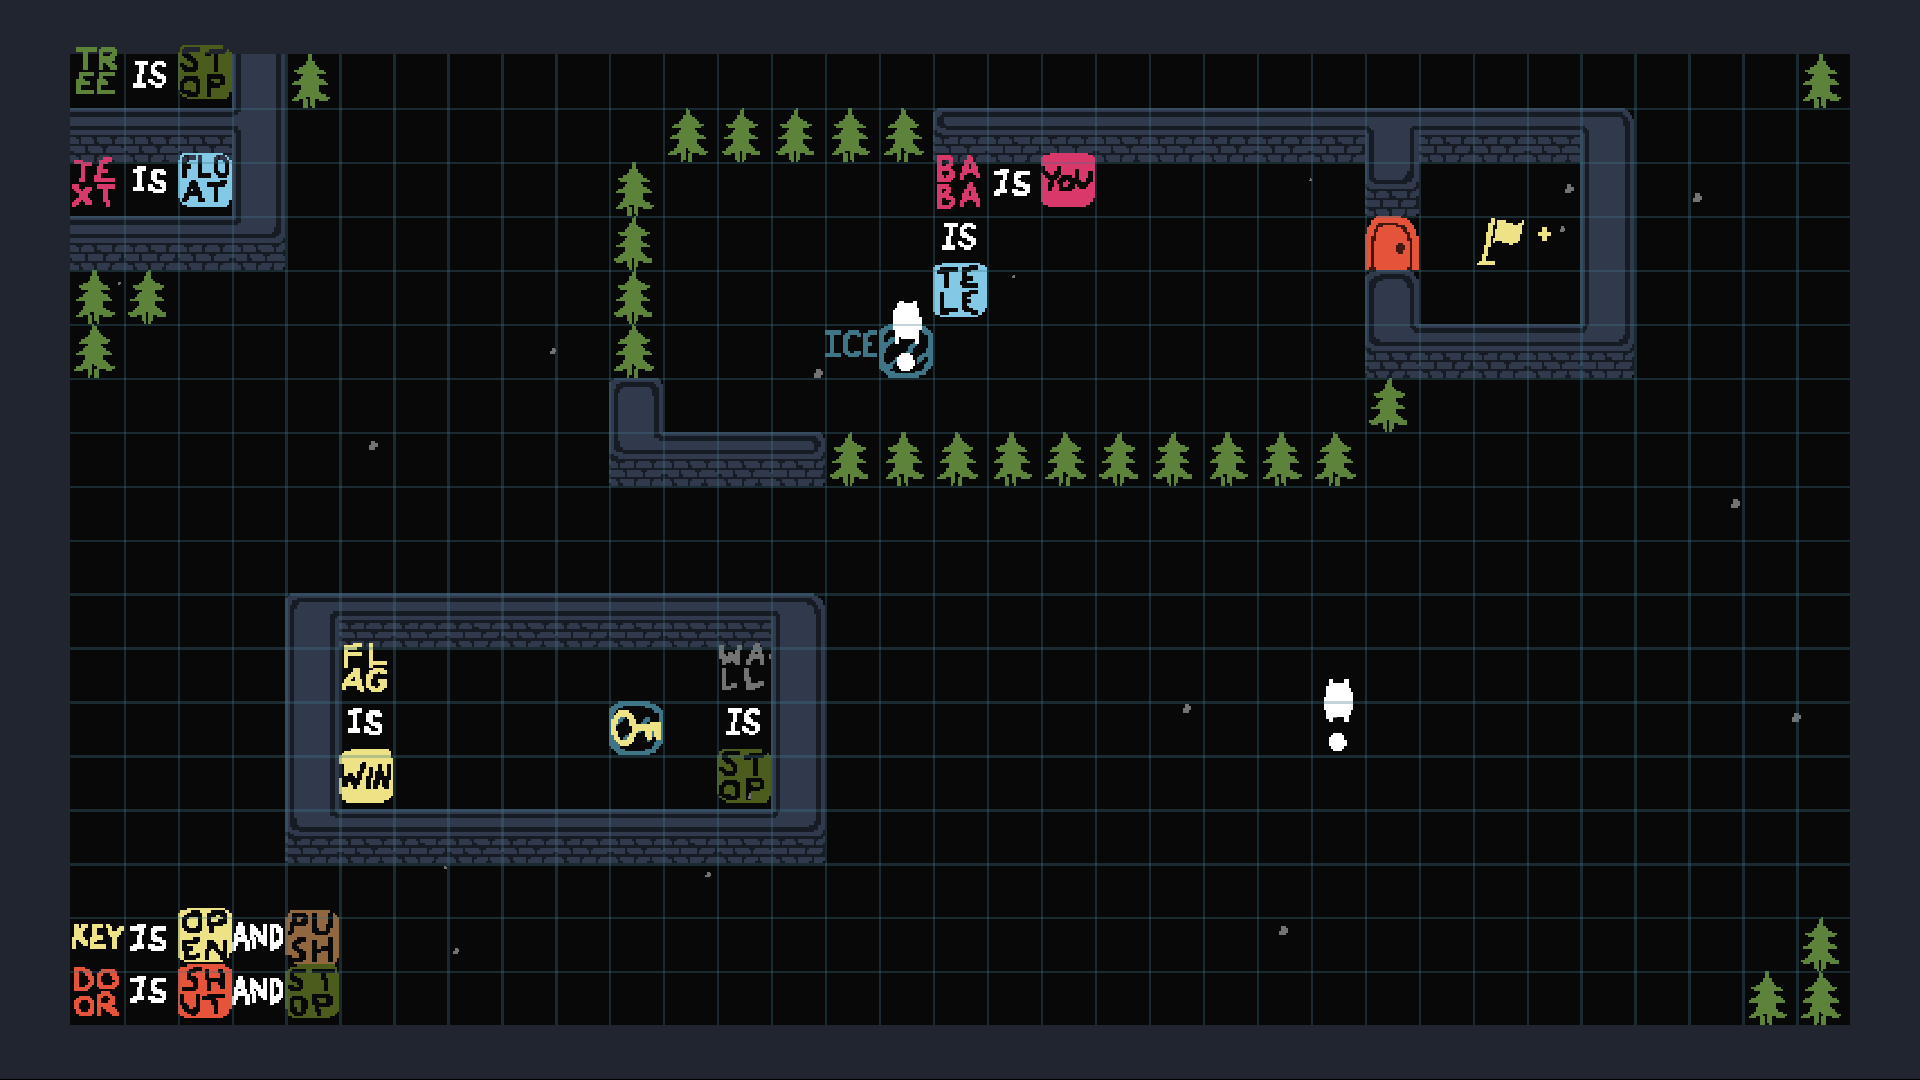 TREE IS STOP
TEXT IS FLOAT
BABA IS YOU
IS
TELE
ICE
FLAG
IS
WIN
WALL
IS
STOP
KEY IS OPEN AND PUSH
DOOR IS SHUT AND STOP